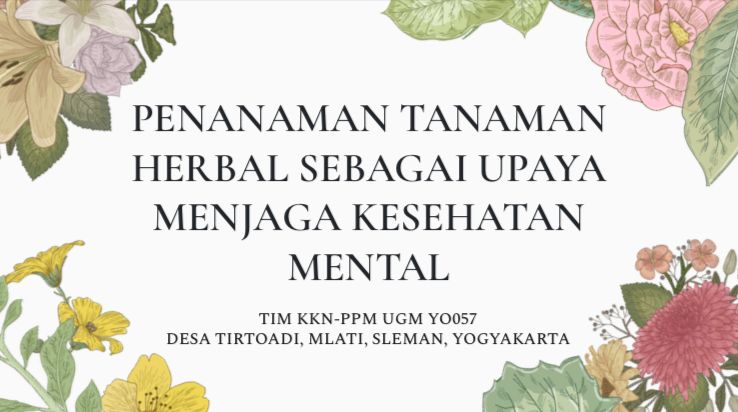 PENANAMAN TANAMAN
HERBAL SEBAGAI UPAYA
MENJAGA KESEHATAN
MENTAL
TIM KKN-PPM UGM YO057
DESA TIRTOADI, MLATI, SLEMAN, YOGYAKARTA